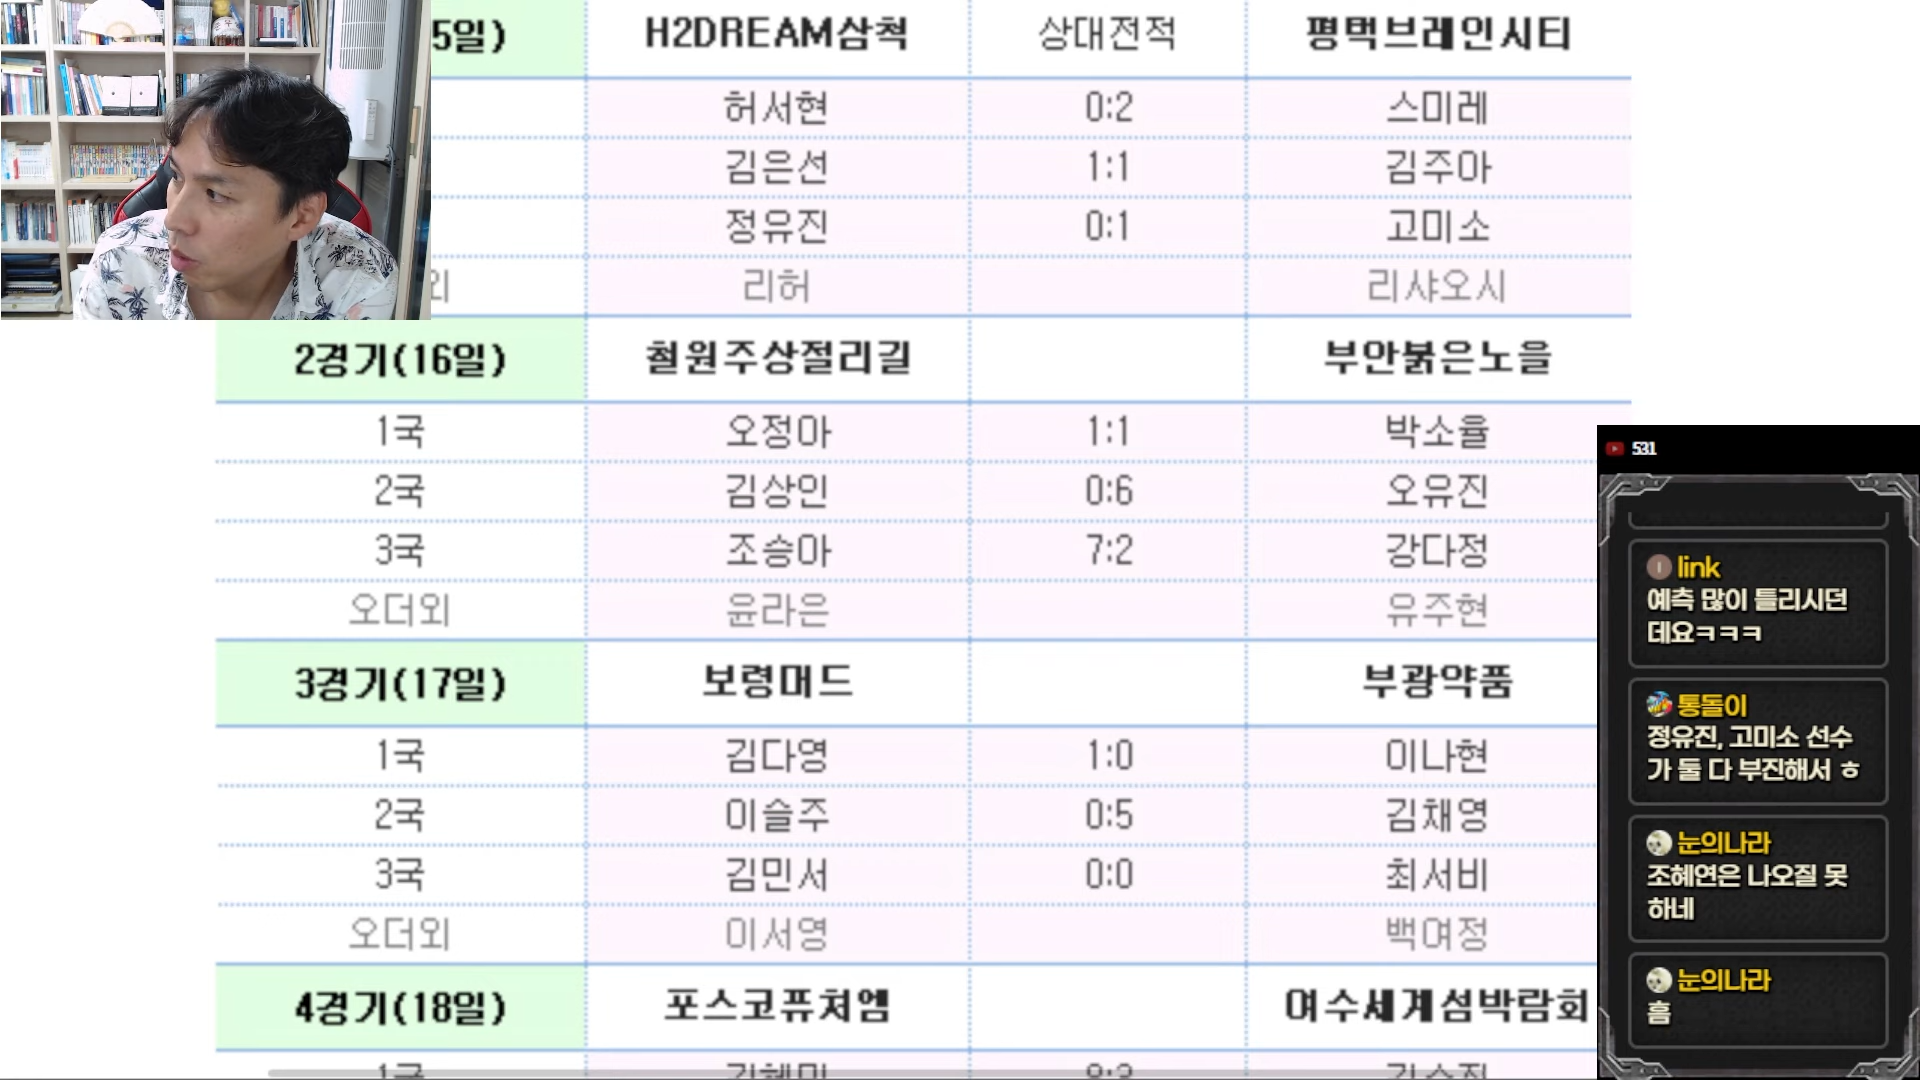 5일) H2DREAM삼척 상대전적 평택브레인시티
허서현 0:2 스미레
김은선 1:1 김주아
정유진 0:1 고미소
외 리허 리샤오시
2경기(16일) 철원주상절리길 부안붉은노을
1국 오정아 1:1 박소율
2국 김상인 0:6 오유진
3국 조승아 7:2 강다정
오더외 윤라은 유주현
3경기(17일) 보령머드 부광약품
1국 김다영 1:0 이나현
2국 이슬주 0:5 김채영
3국 김민서 0:0 최서비
오더외 이서영 백여정
4경기(18일) 포스코퓨처엠 여수세계섬박람회
1국
531
link
예측 많이 틀리시던
데요ㅋㅋㅋ
통돌이
정유진, 고미소 선수
가 둘 다 부진해서 ㅎ
눈의나라
조혜연은 나오질 못
하네
눈의나라
흠